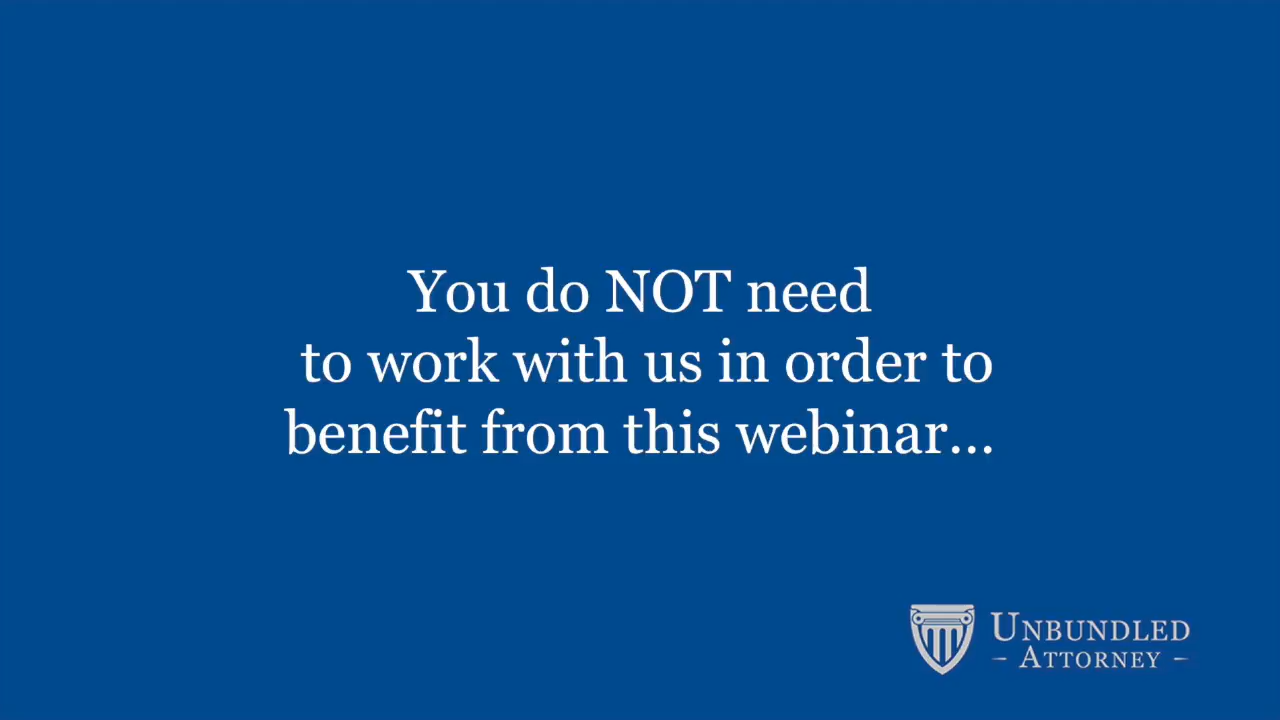 You do NOT need
to work with us in order to
benefit from this webinar...
UNBUNDLED
- ATTORNEY -